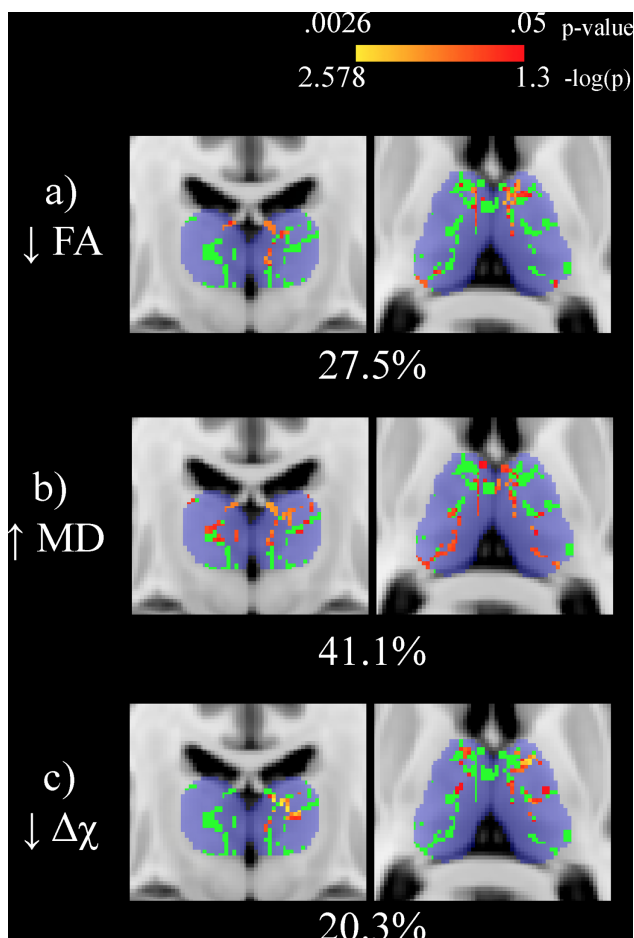 .0026 .05 p-value
2.578 1.3 -log(p)
a)
↓ FA
27.5%
b)
↑ MD
41.1%
c)
↓ Δχ
20.3%